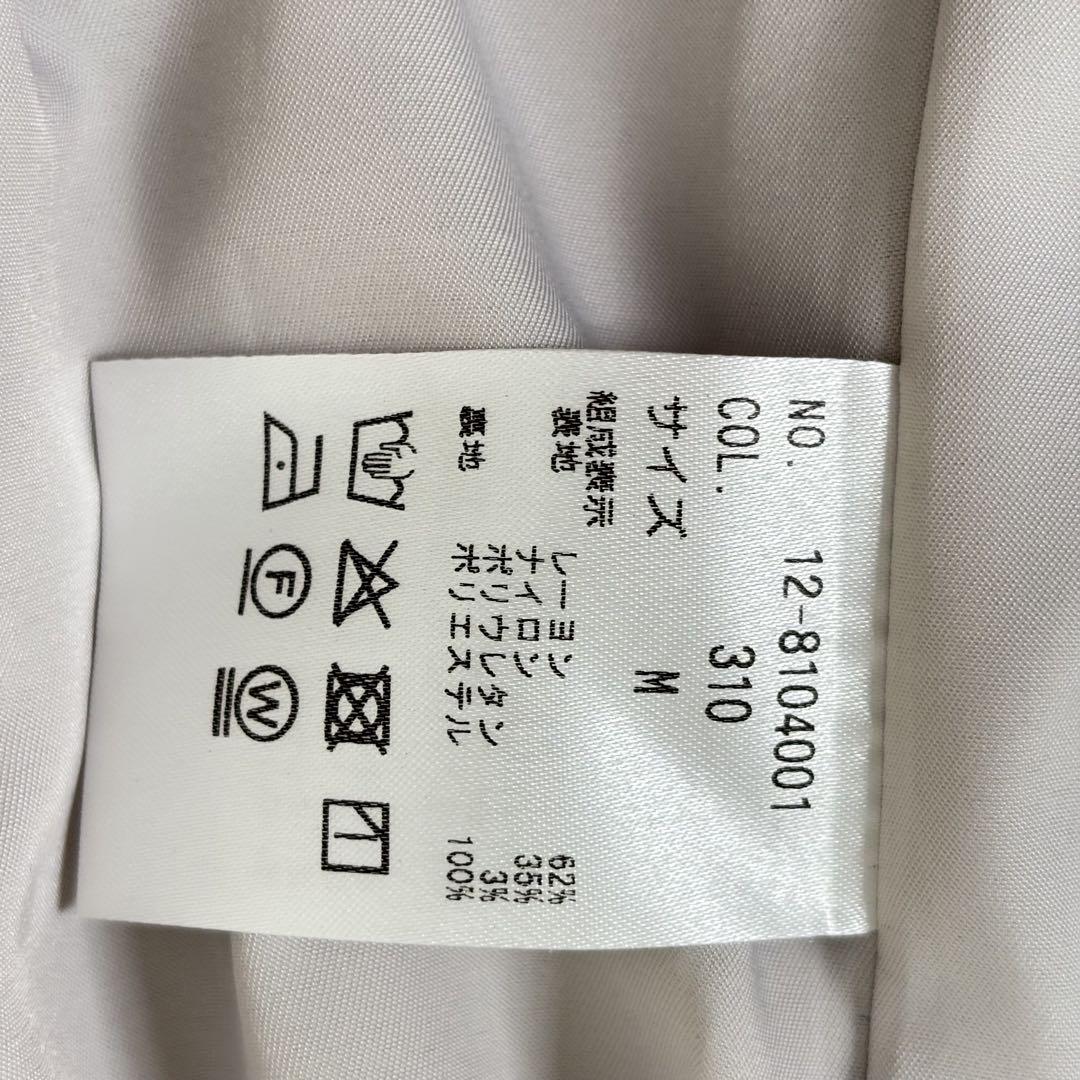 NO. 12-8104001
COL. 310
サイズ M
組成表示
表地 レーヨン 62%
ナイロン 35%
ポリウレタン 3%
裏地 ポリエステル 100%
F
W